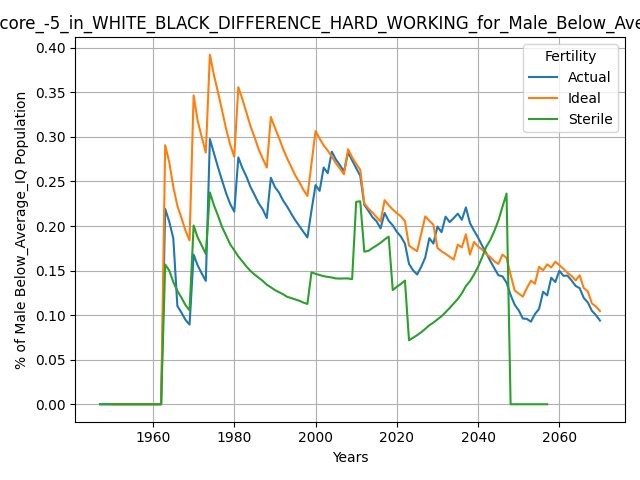 core_-5_in_WHITE_BLACK_DIFFERENCE_HARD_WORKING_for_Male_Below_Ave
Fertility
Actual
Ideal
Sterile
% of Male Below_Average_IQ Population
0.40
0.35
0.30
0.25
0.20
0.15
0.10
0.05
0.00
1960 1980 2000 2020 2040 2060
Years